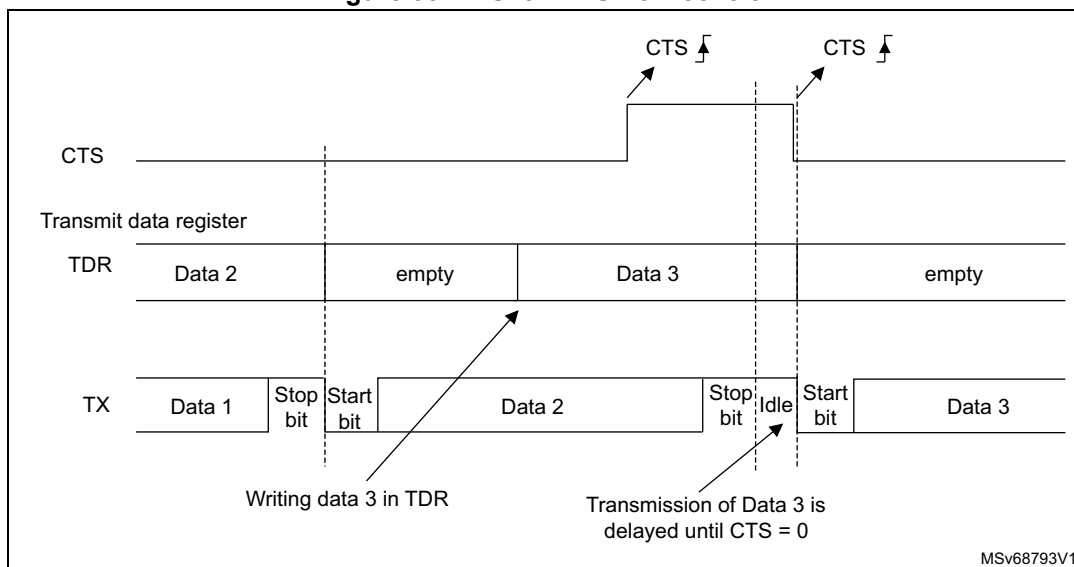 CTS
CTS
CTS
Transmit data register
TDR
Data 2
empty
Data 3
empty
TX
Data 1
Stop
bit
Start
bit
Data 2
Stop
bit
Idle
Start
bit
Data 3
Writing data 3 in TDR
Transmission of Data 3 is
delayed until CTS = 0
MSv68793V1